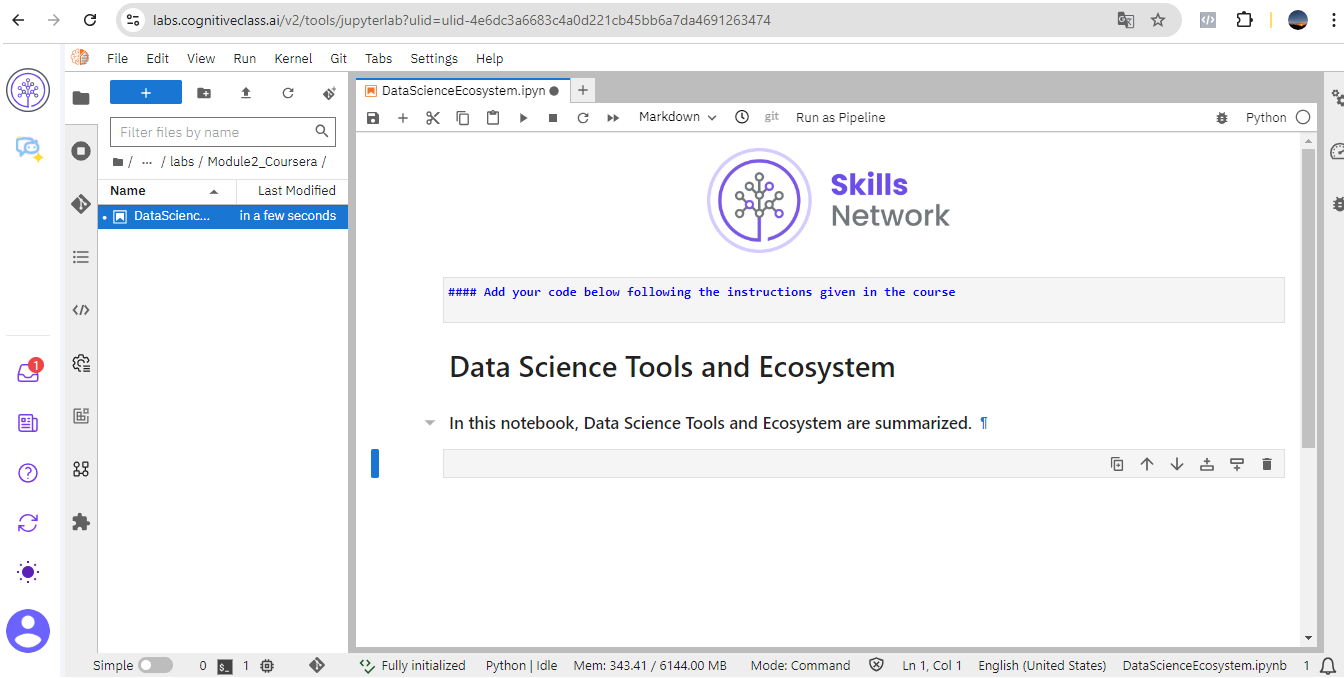 labs.cognitiveclass.ai/v2/tools/jupyterlab?ulid=ulid-4e6dc3a6683c4a0d221cb45bb6a7da4691263474
File Edit View Run Kernel Git Tabs Settings Help
+
DataScienceEcosystem.ipyn
+
Filter files by name
Markdown
git
Run as Pipeline
Python
/ ... / labs / Module2_Coursera /
Name Last Modified
DataScienc... in a few seconds
Skills
Network
#### Add your code below following the instructions given in the course
Data Science Tools and Ecosystem
In this notebook, Data Science Tools and Ecosystem are summarized. ¶
1
Simple 0 $_ 1 Fully initialized Python | Idle Mem: 343.41 / 6144.00 MB Mode: Command Ln 1, Col 1 English (United States) DataScienceEcosystem.ipynb 1